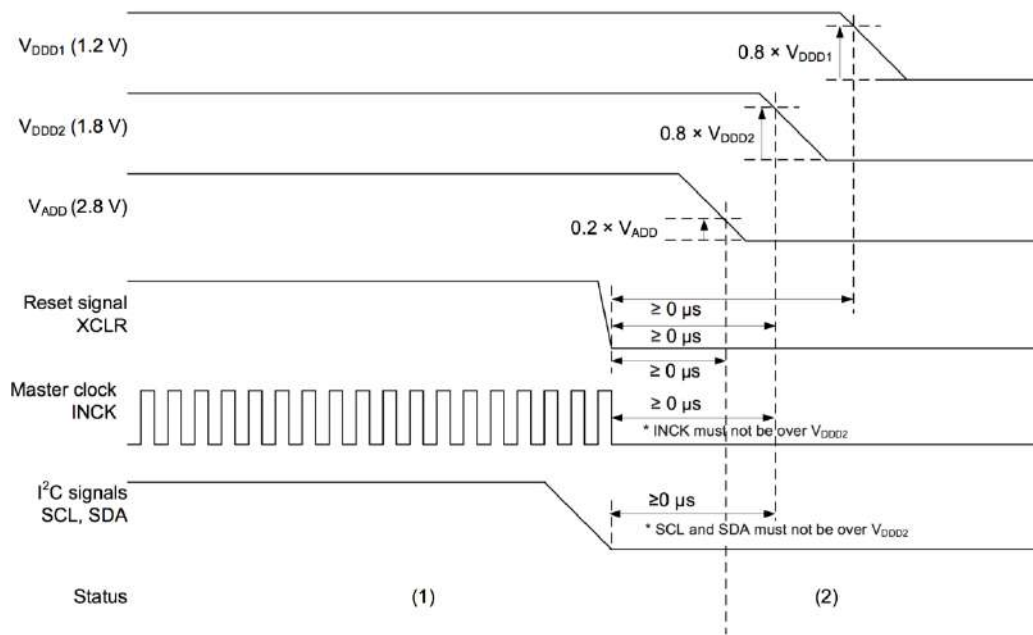 V_DDD1 (1.2 V)
0.8 × V_DDD1
V_DDD2 (1.8 V)
0.8 × V_DDD2
V_ADD (2.8 V)
0.2 × V_ADD
Reset signal
XCLR
≥ 0 μs
≥ 0 μs
≥ 0 μs
Master clock
INCK
≥ 0 μs
* INCK must not be over V_DDD2
I²C signals
SCL, SDA
≥0 μs
* SCL and SDA must not be over V_DDD2
Status (1) (2)